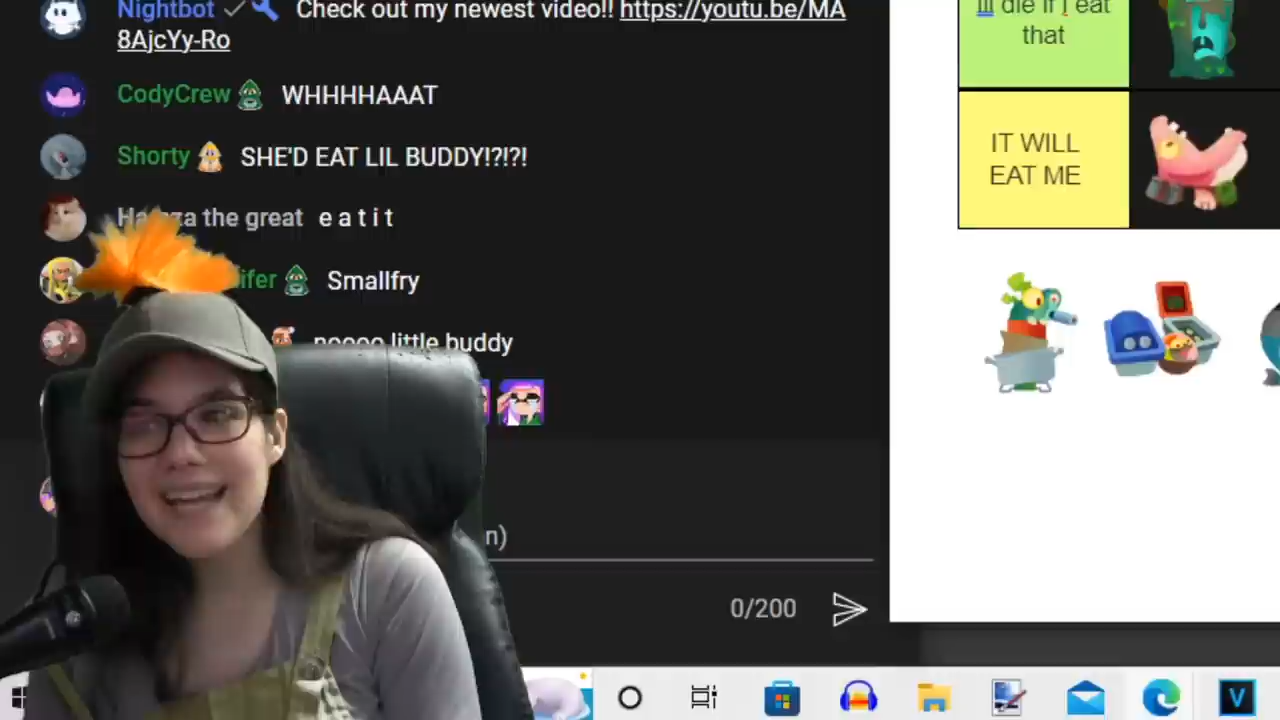 Nightbot Check out my newest video!! https://youtu.be/MA
8AjcYy-Ro
CodyCrew WHHHHAAAT
Shorty SHE'D EAT LIL BUDDY!?!?!
the great e a t i t
Smallfry
noooo little buddy
0/200
Ill die if I eat
that
IT WILL
EAT ME
V